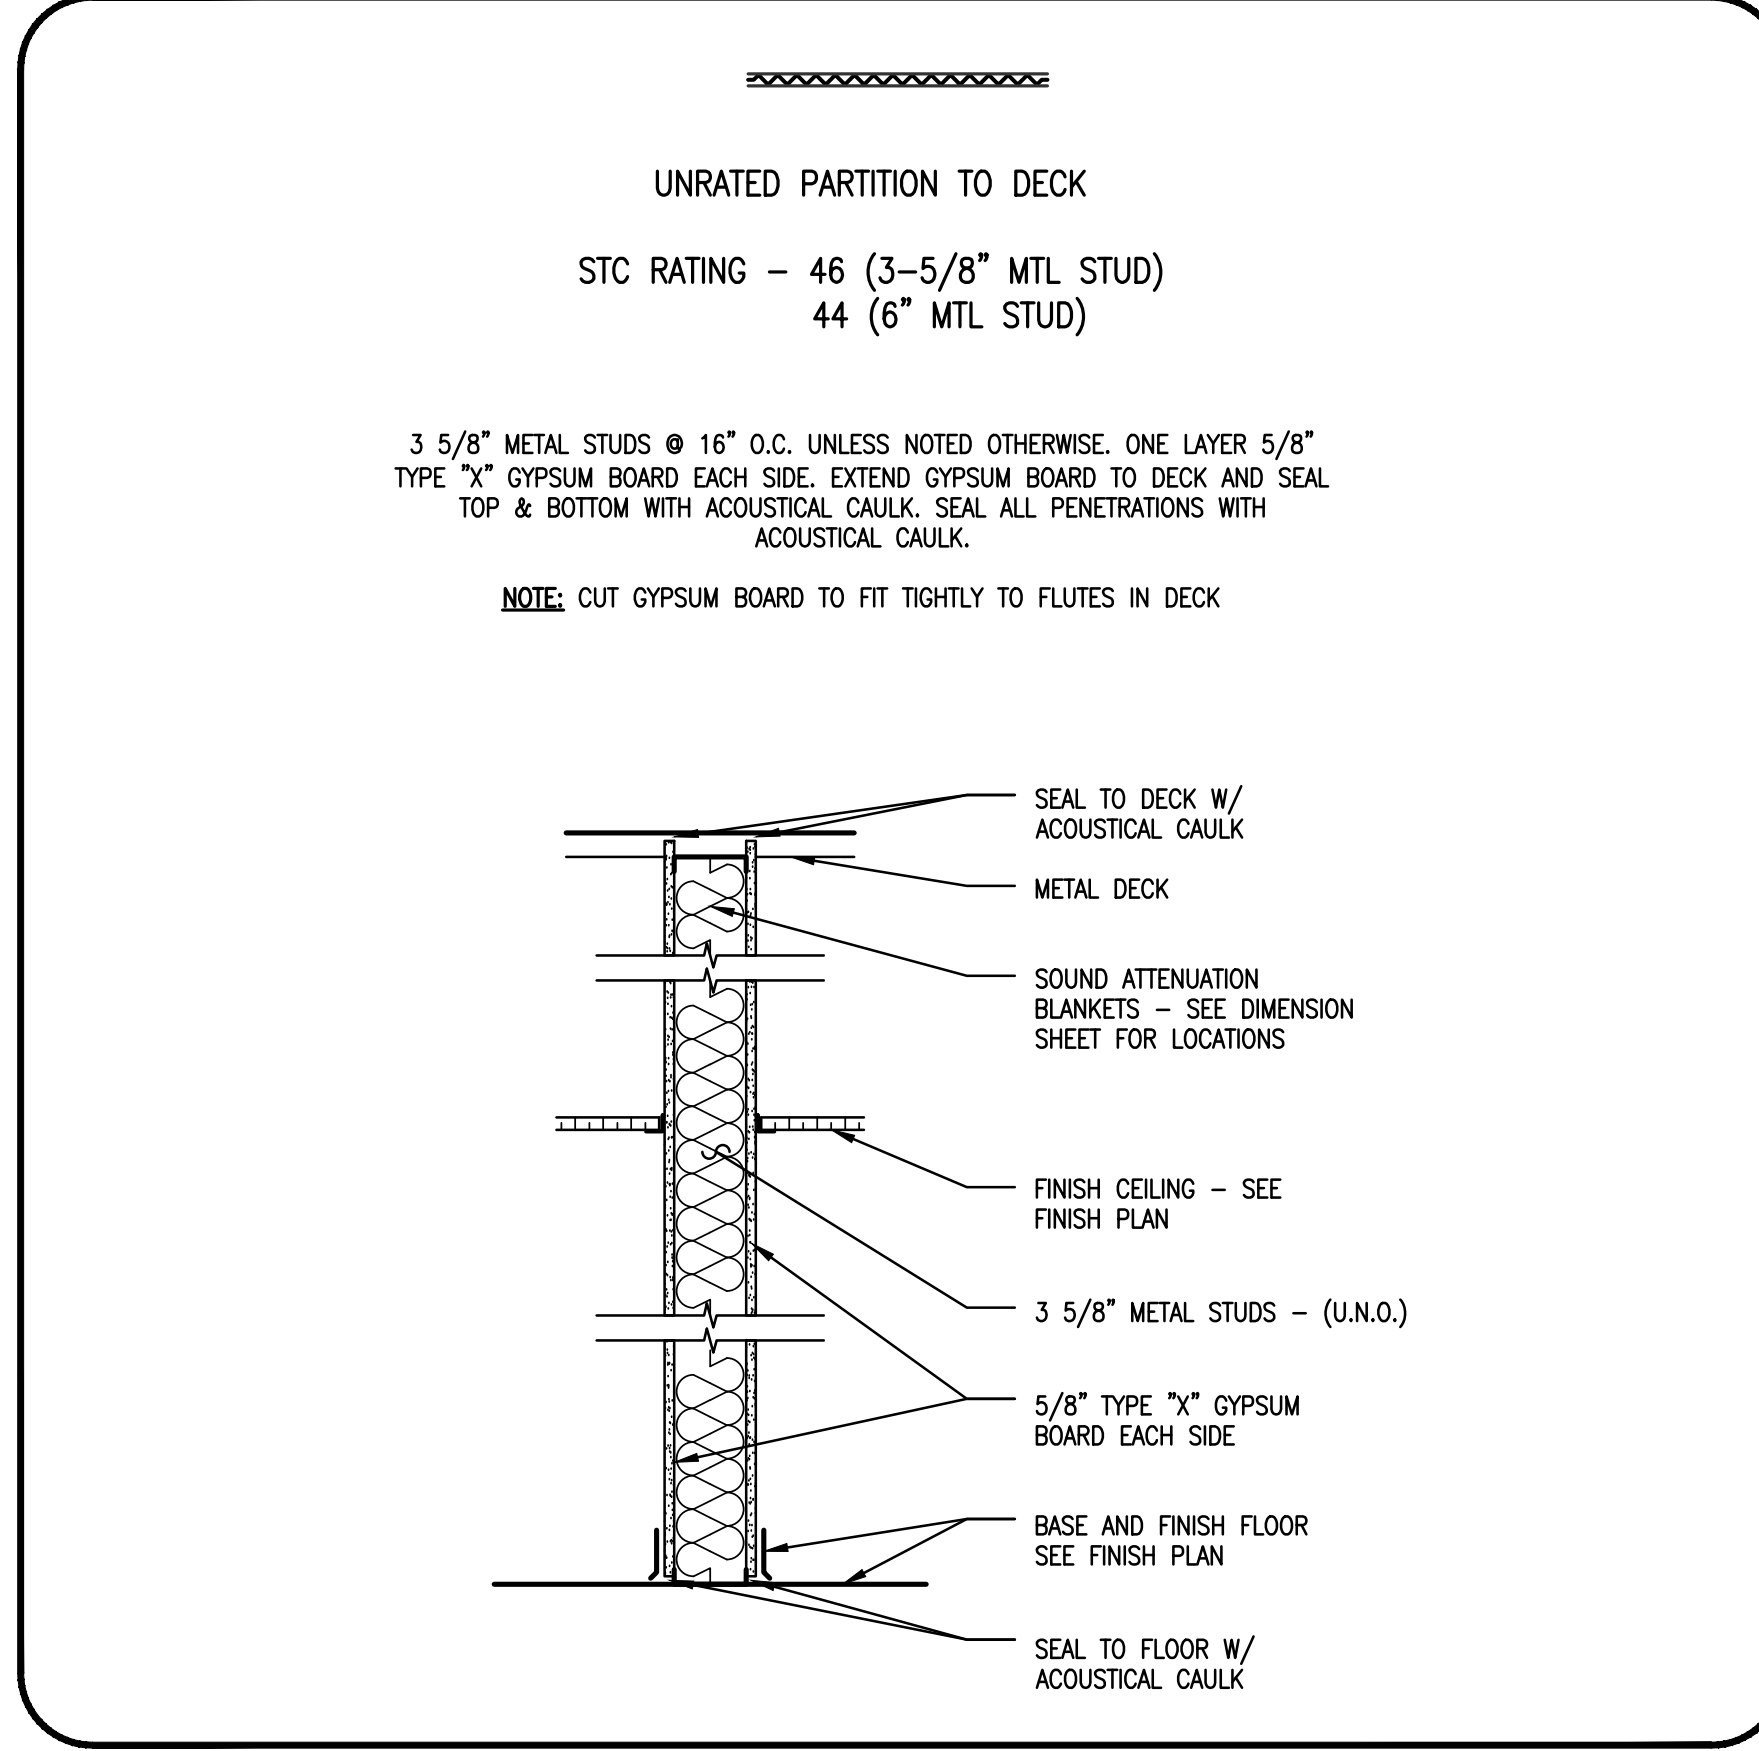 UNRATED PARTITION TO DECK
STC RATING – 46 (3–5/8" MTL STUD)
44 (6" MTL STUD)
3 5/8" METAL STUDS @ 16" O.C. UNLESS NOTED OTHERWISE. ONE LAYER 5/8"
TYPE "X" GYPSUM BOARD EACH SIDE. EXTEND GYPSUM BOARD TO DECK AND SEAL
TOP & BOTTOM WITH ACOUSTICAL CAULK. SEAL ALL PENETRATIONS WITH
ACOUSTICAL CAULK.
NOTE: CUT GYPSUM BOARD TO FIT TIGHTLY TO FLUTES IN DECK
SEAL TO DECK W/
ACOUSTICAL CAULK
METAL DECK
SOUND ATTENUATION
BLANKETS – SEE DIMENSION
SHEET FOR LOCATIONS
FINISH CEILING – SEE
FINISH PLAN
3 5/8" METAL STUDS – (U.N.O.)
5/8" TYPE "X" GYPSUM
BOARD EACH SIDE
BASE AND FINISH FLOOR
SEE FINISH PLAN
SEAL TO FLOOR W/
ACOUSTICAL CAULK